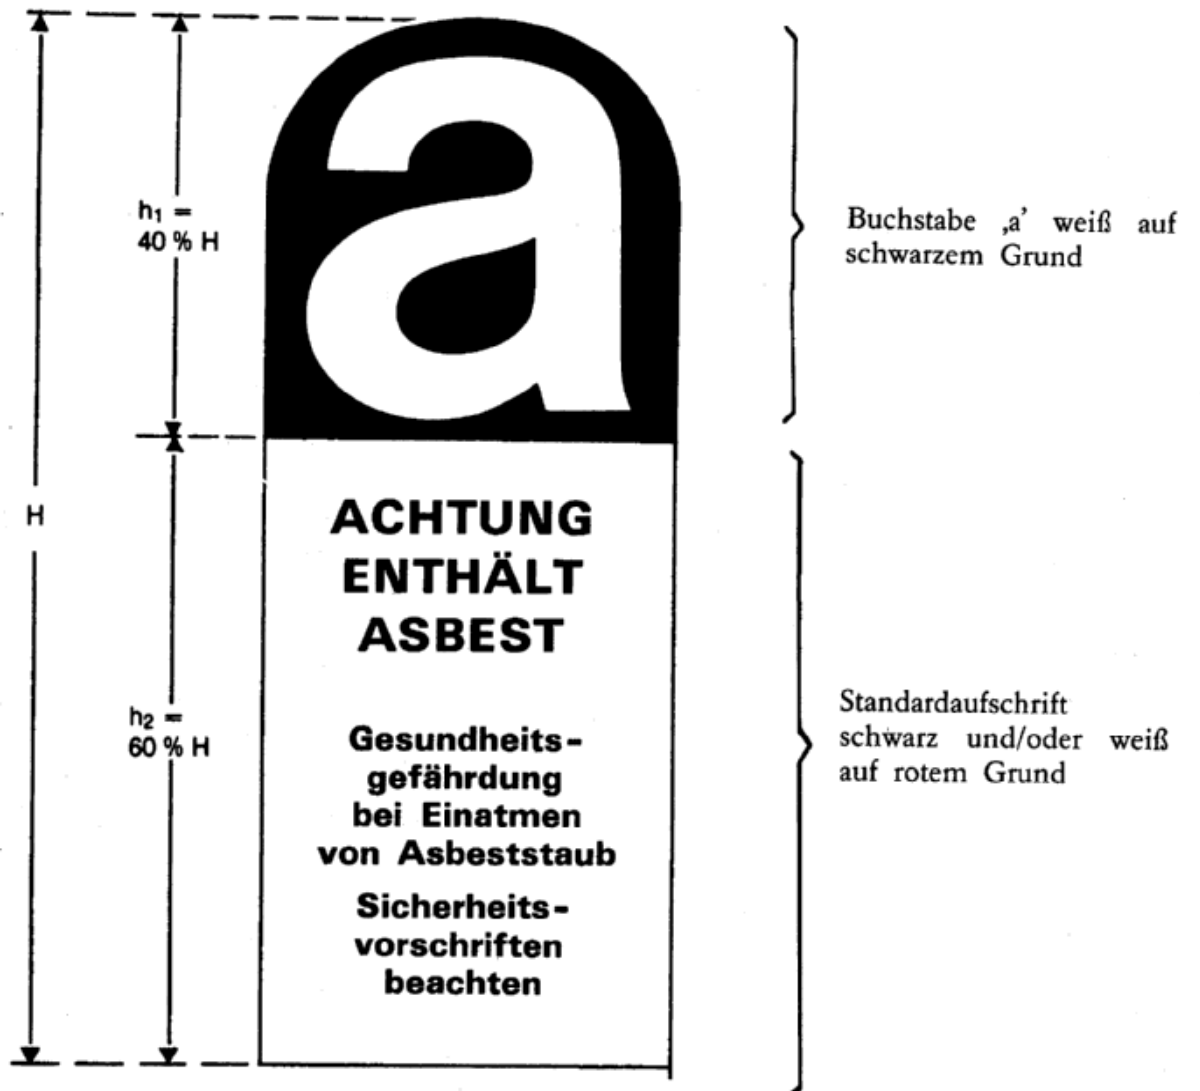 a
h₁ =
40 % H
Buchstabe ‚a’ weiß auf
schwarzem Grund
H
ACHTUNG
ENTHÄLT
ASBEST
h₂ =
60 % H
Gesundheits-
gefährdung
bei Einatmen
von Asbeststaub
Sicherheits-
vorschriften
beachten
Standardaufschrift
schwarz und/oder weiß
auf rotem Grund